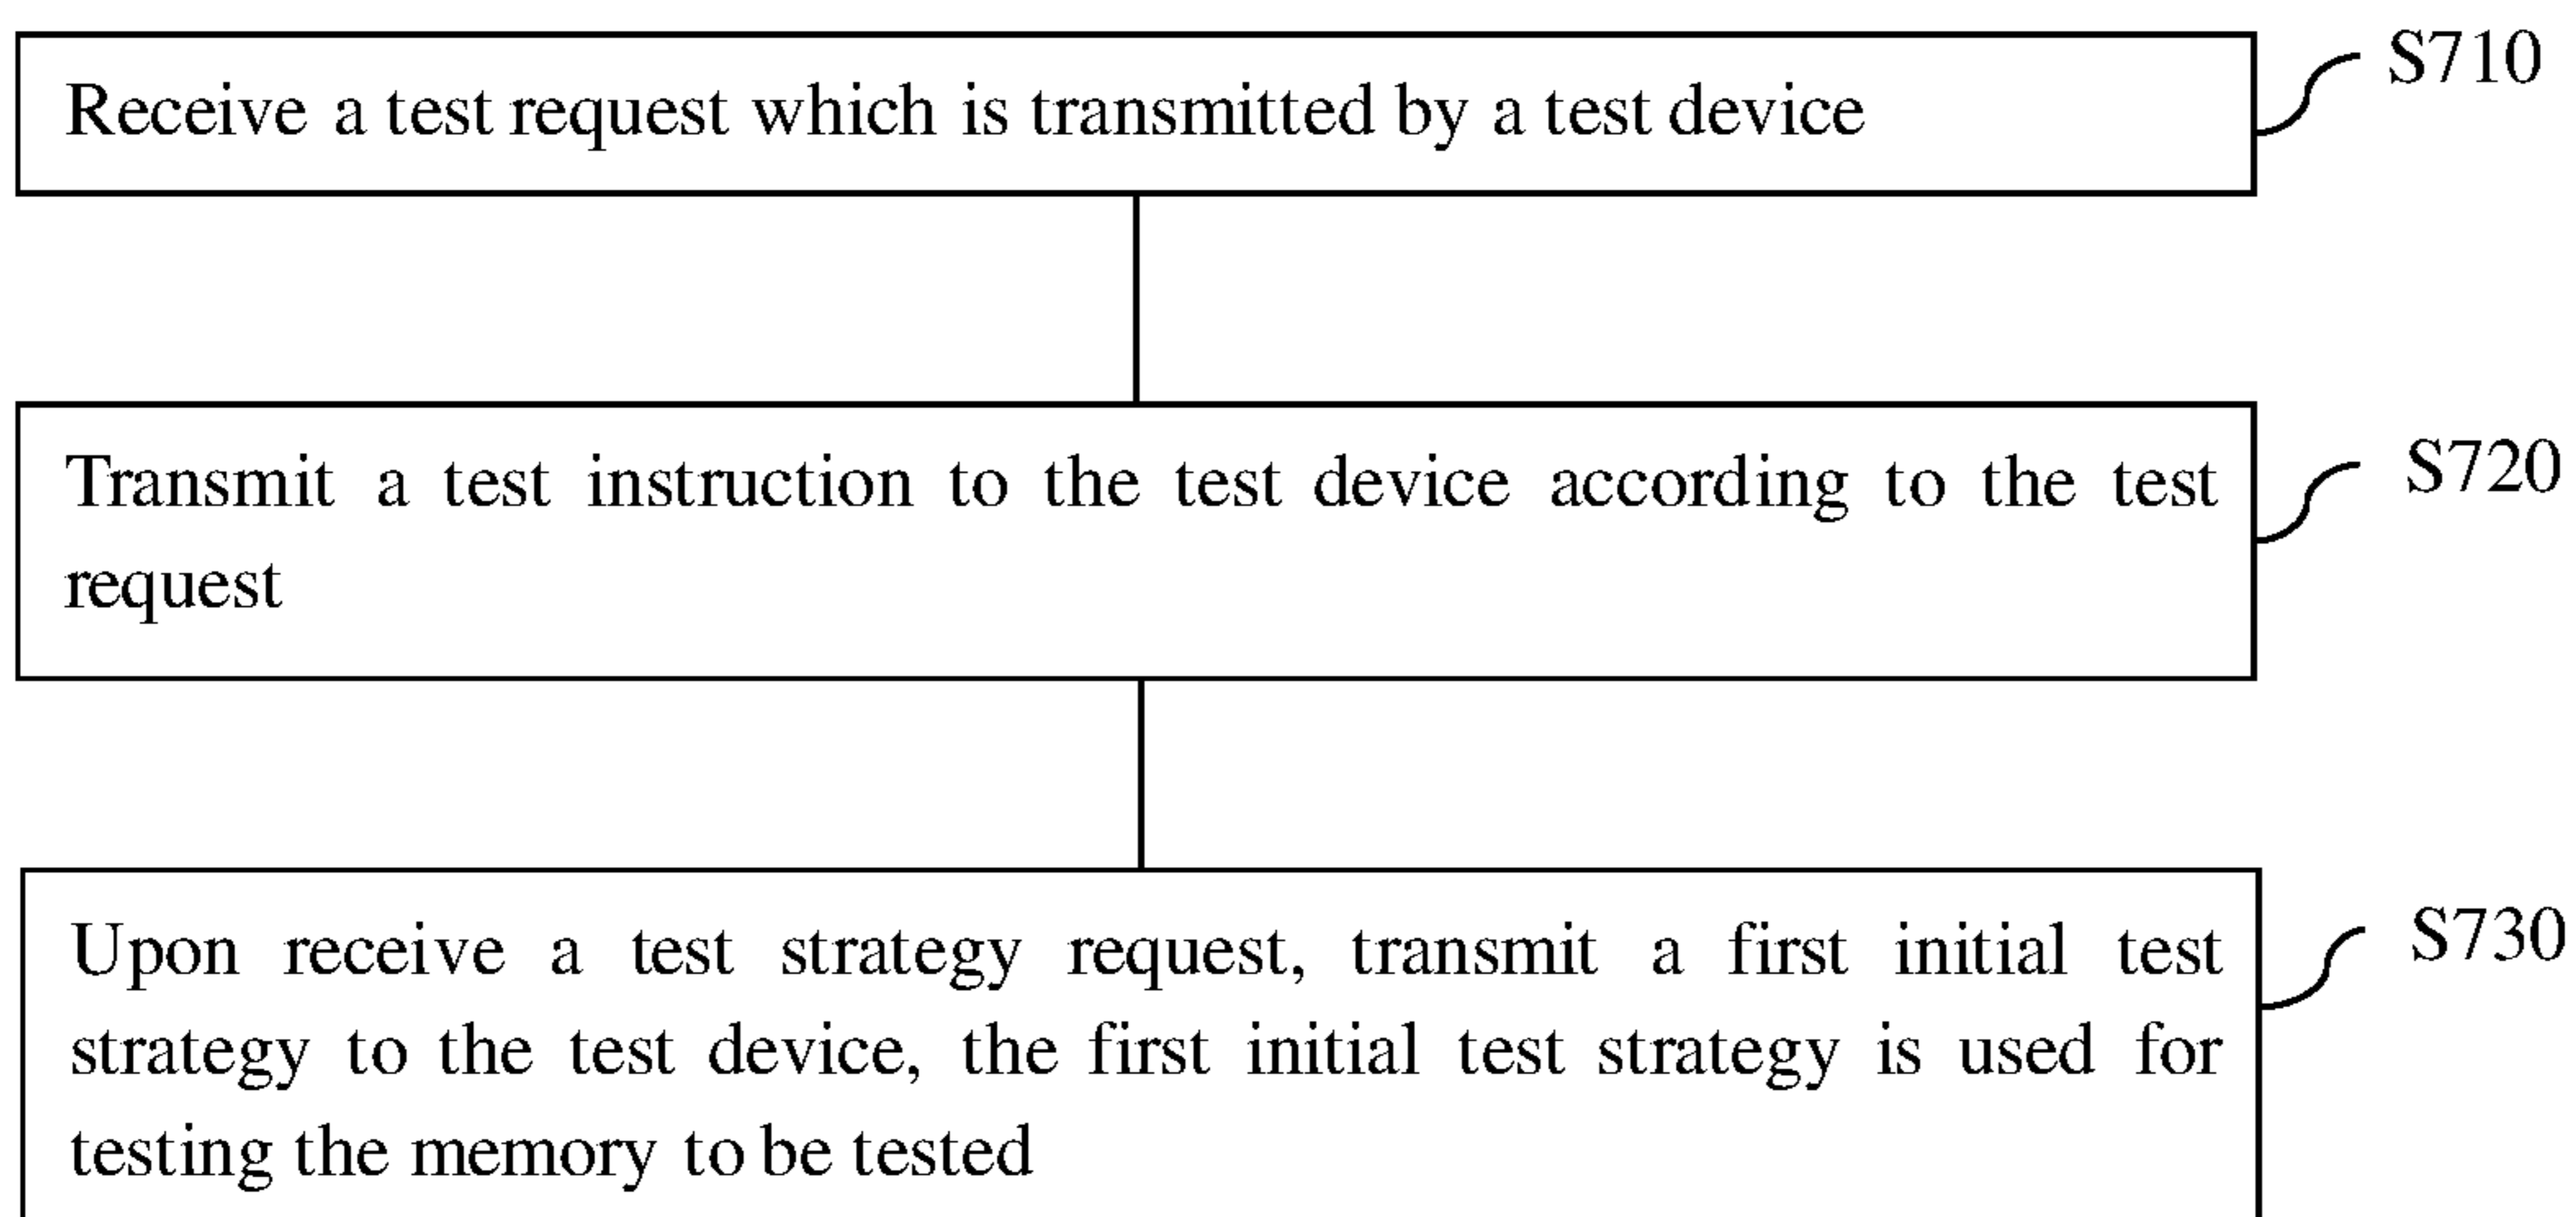 Receive a test request which is transmitted by a test device
S710
Transmit a test instruction to the test device according to the test
request
S720
Upon receive a test strategy request, transmit a first initial test
strategy to the test device, the first initial test strategy is used for
testing the memory to be tested
S730